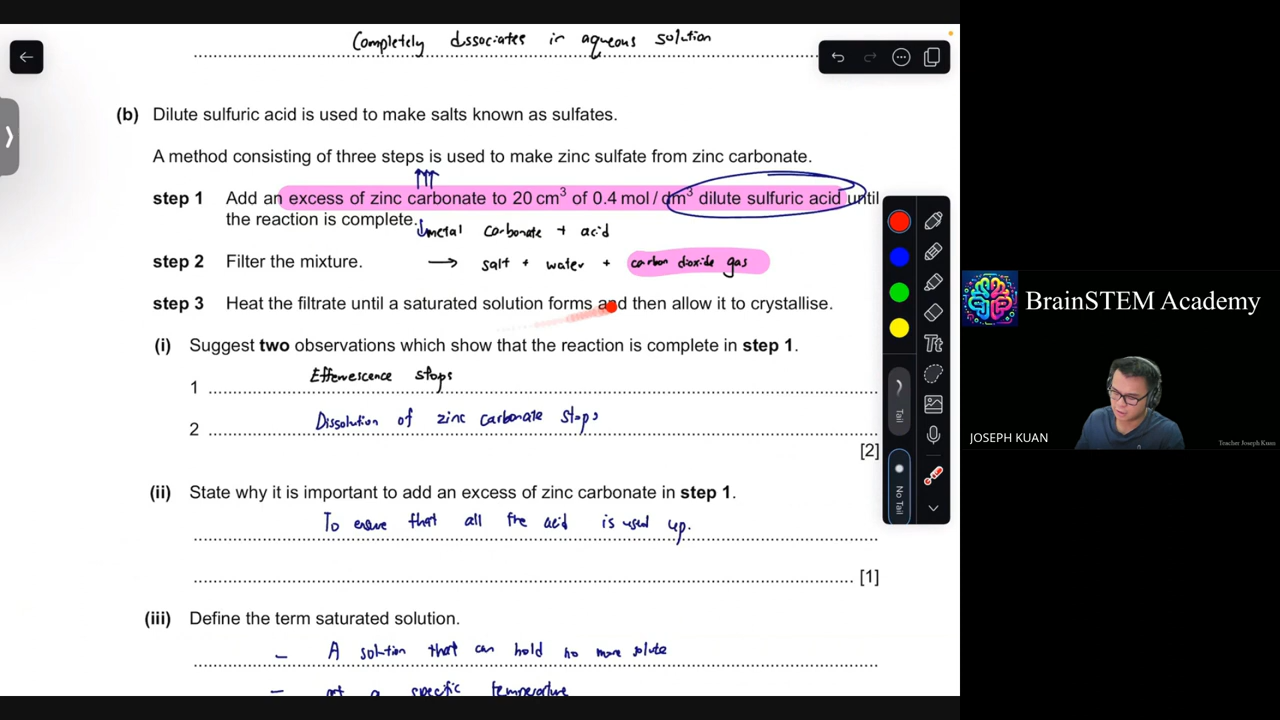 Completely dissociates in aqueous solution
(b) Dilute sulfuric acid is used to make salts known as sulfates.
A method consisting of three steps is used to make zinc sulfate from zinc carbonate.
step 1 Add an excess of zinc carbonate to 20 cm³ of 0.4 mol / dm³ dilute sulfuric acid until
the reaction is complete.
metal carbonate + acid
step 2 Filter the mixture.
→ salt + water + carbon dioxide gas
step 3 Heat the filtrate until a saturated solution forms and then allow it to crystallise.
(i) Suggest two observations which show that the reaction is complete in step 1.
1 Effervescence stops
2 Dissolution of zinc carbonate stops
[2]
(ii) State why it is important to add an excess of zinc carbonate in step 1.
To ensure that all the acid is used up.
[1]
(iii) Define the term saturated solution.
– A solution that can hold no more solute
– at a specific temperature
Tt
Tail
No Tail
BrainSTEM Academy
JOSEPH KUAN
Teacher Joseph Kuan